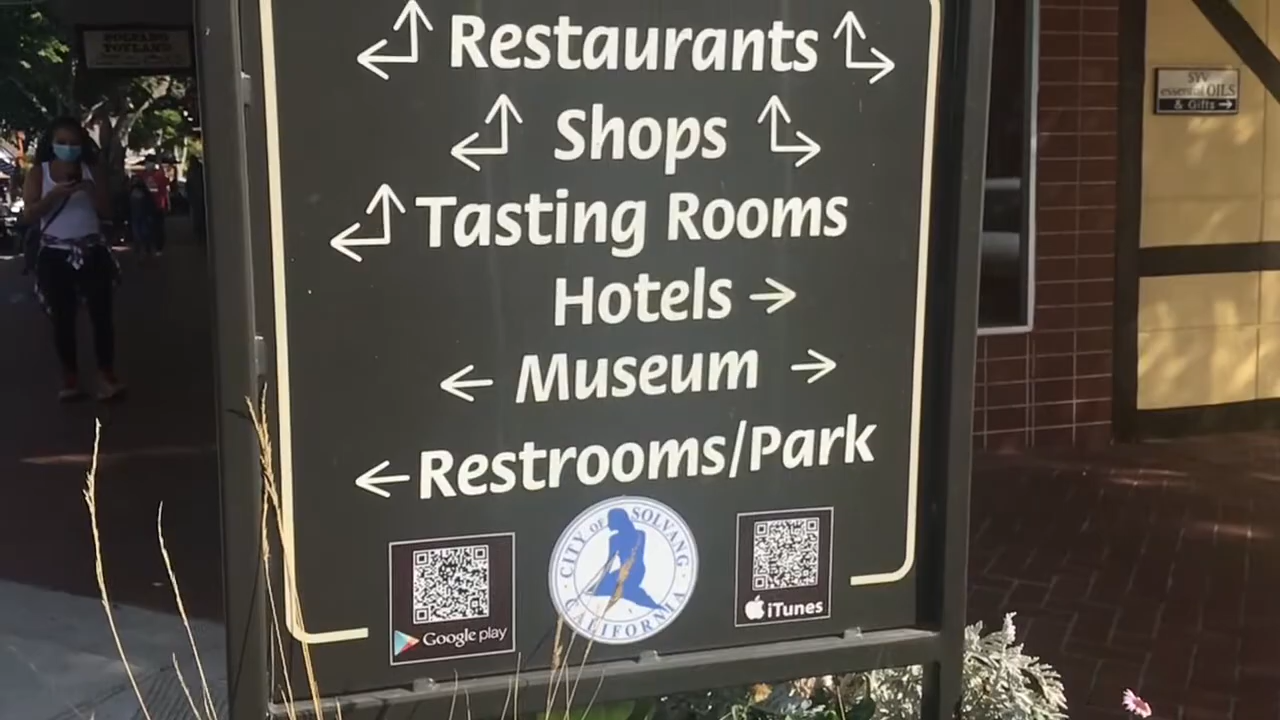 SOLVANG
TOYLAND
Restaurants
Shops
Tasting Rooms
Hotels
Museum
Restrooms/Park
CITY OF SOLVANG
CALIFORNIA
Google play
iTunes
SYV
essential OILS
& Gifts →